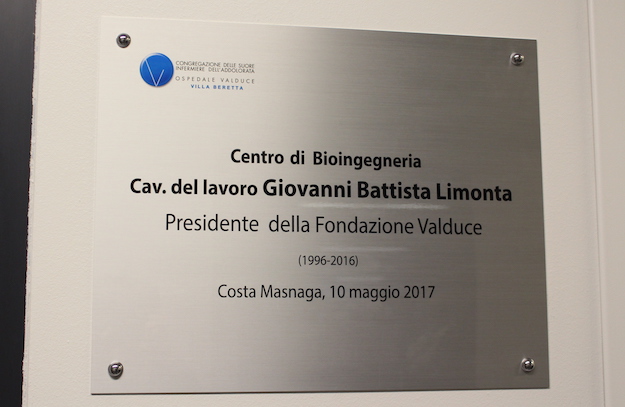 V
CONGREGAZIONE DELLE SUORE
INFERMIERE DELL'ADDOLORATA
OSPEDALE VALDUCE
VILLA BERETTA
Centro di Bioingegneria
Cav. del lavoro Giovanni Battista Limonta
Presidente della Fondazione Valduce
(1996-2016)
Costa Masnaga, 10 maggio 2017